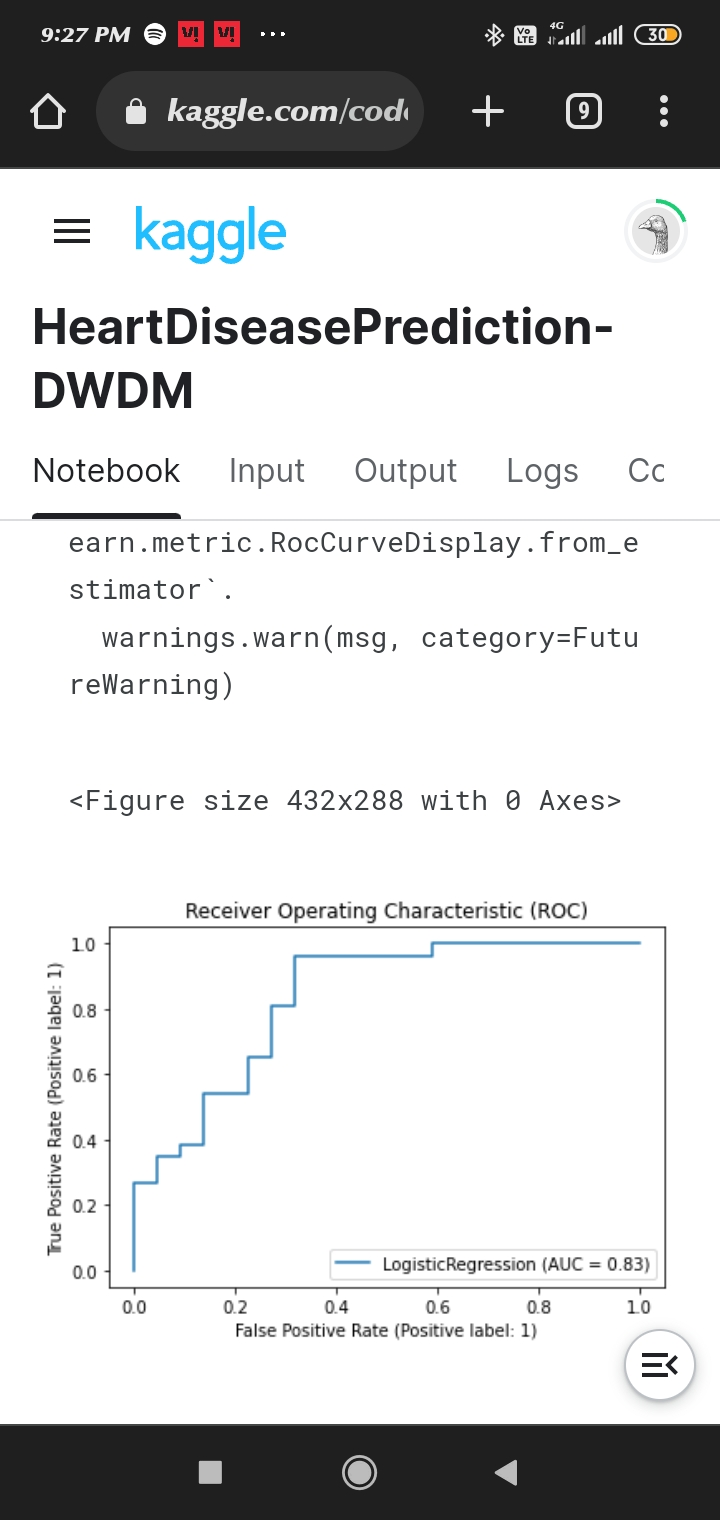 9:27 PM V! V! ... Vo LTE 4G 30
kaggle.com/cod
9
kaggle
HeartDiseasePrediction-
DWDM
Notebook Input Output Logs Co
earn.metric.RocCurveDisplay.from_e
stimator`.
warnings.warn(msg, category=Futu
reWarning)
<Figure size 432x288 with 0 Axes>
Receiver Operating Characteristic (ROC)
True Positive Rate (Positive label: 1)
1.0
0.8
0.6
0.4
0.2
0.0
LogisticRegression (AUC = 0.83)
0.0 0.2 0.4 0.6 0.8 1.0
False Positive Rate (Positive label: 1)